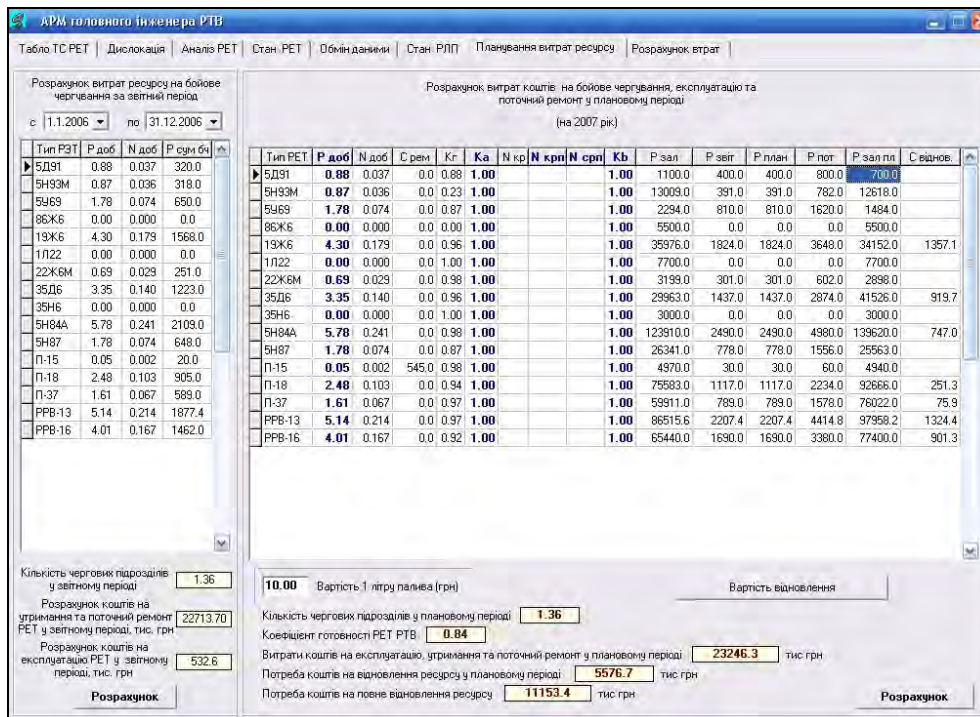 АРМ головного інженера РТВ
Табло ТС РЕТ | Дислокація | Аналіз РЕТ | Стан РЕТ | Обмін даними | Стан РЛП | Планування витрат ресурсу | Розрахунок втрат
Розрахунок витрат ресурсу на бойове
чергування за звітний період
с 1.1.2006 по 31.12.2006
Тип РЭТ Р доб N доб Р сум бч
5Д91 0.88 0.037 320.0
5Н93М 0.87 0.036 318.0
5У69 1.78 0.074 650.0
86Ж6 0.00 0.000 0.0
19Ж6 4.30 0.179 1568.0
1Л22 0.00 0.000 0.0
22Ж6М 0.69 0.029 251.0
35Д6 3.35 0.140 1223.0
35Н6 0.00 0.000 0.0
5Н84А 5.78 0.241 2109.0
5Н87 1.78 0.074 648.0
П-15 0.05 0.002 20.0
П-18 2.48 0.103 905.0
П-37 1.61 0.067 589.0
РРВ-13 5.14 0.214 1877.4
РРВ-16 4.01 0.167 1462.0
Кількість чергових підрозділів
у звітному періоді 1.36
Розрахунок коштів на
утримання та поточний ремонт
РЕТ у звітному періоді, тис. грн 22713.70
Розрахунок коштів на
експлуатацію РЕТ у звітному
періоді, тис. грн 532.6
Розрахунок
Розрахунок витрат коштів на бойове чергування, експлуатацію та
поточний ремонт у плановому періоді
(на 2007 рік)
Тип РЕТ Р доб N доб С рем Кг Ка N кр N крп N срп Kb Р зал Р звіт Р план Р пот Р зал пл С віднов.
5Д91 0.88 0.037 0.0 0.88 1.00 1.00 1100.0 400.0 400.0 800.0 700.0
5Н93М 0.87 0.036 0.0 0.23 1.00 1.00 13009.0 391.0 391.0 782.0 12618.0
5У69 1.78 0.074 0.0 0.87 1.00 1.00 2294.0 810.0 810.0 1620.0 1484.0
86Ж6 0.00 0.000 0.0 0.00 1.00 1.00 5500.0 0.0 0.0 0.0 5500.0
19Ж6 4.30 0.179 0.0 0.96 1.00 1.00 35976.0 1824.0 1824.0 3648.0 34152.0 1357.1
1Л22 0.00 0.000 0.0 1.00 1.00 1.00 7700.0 0.0 0.0 0.0 7700.0
22Ж6М 0.69 0.029 0.0 0.98 1.00 1.00 3199.0 301.0 301.0 602.0 2898.0
35Д6 3.35 0.140 0.0 0.96 1.00 1.00 29963.0 1437.0 1437.0 2874.0 41526.0 919.7
35Н6 0.00 0.000 0.0 1.00 1.00 1.00 3000.0 0.0 0.0 0.0 3000.0
5Н84А 5.78 0.241 0.0 0.98 1.00 1.00 123910.0 2490.0 2490.0 4980.0 139620.0 747.0
5Н87 1.78 0.074 0.0 0.87 1.00 1.00 26341.0 778.0 778.0 1556.0 25563.0
П-15 0.05 0.002 545.0 0.98 1.00 1.00 4970.0 30.0 30.0 60.0 4940.0
П-18 2.48 0.103 0.0 0.94 1.00 1.00 75583.0 1117.0 1117.0 2234.0 92666.0 251.3
П-37 1.61 0.067 0.0 0.97 1.00 1.00 59911.0 789.0 789.0 1578.0 76022.0 75.9
РРВ-13 5.14 0.214 0.0 0.97 1.00 1.00 86515.6 2207.4 2207.4 4414.8 97958.2 1324.4
РРВ-16 4.01 0.167 0.0 0.92 1.00 1.00 65440.0 1690.0 1690.0 3380.0 77400.0 901.3
10.00 Вартість 1 літру палива (грн) Вартість відновлення
Кількість чергових підрозділів у плановому періоді 1.36
Коефіцієнт готовності РЕТ РТВ 0.84
Витрати коштів на експлуатацію, утримання та поточний ремонт у плановому періоді 23246.3 тис грн
Потреба коштів на відновлення ресурсу у плановому періоді 5576.7 тис грн
Потреба коштів на повне відновлення ресурсу 11153.4 тис грн
Розрахунок